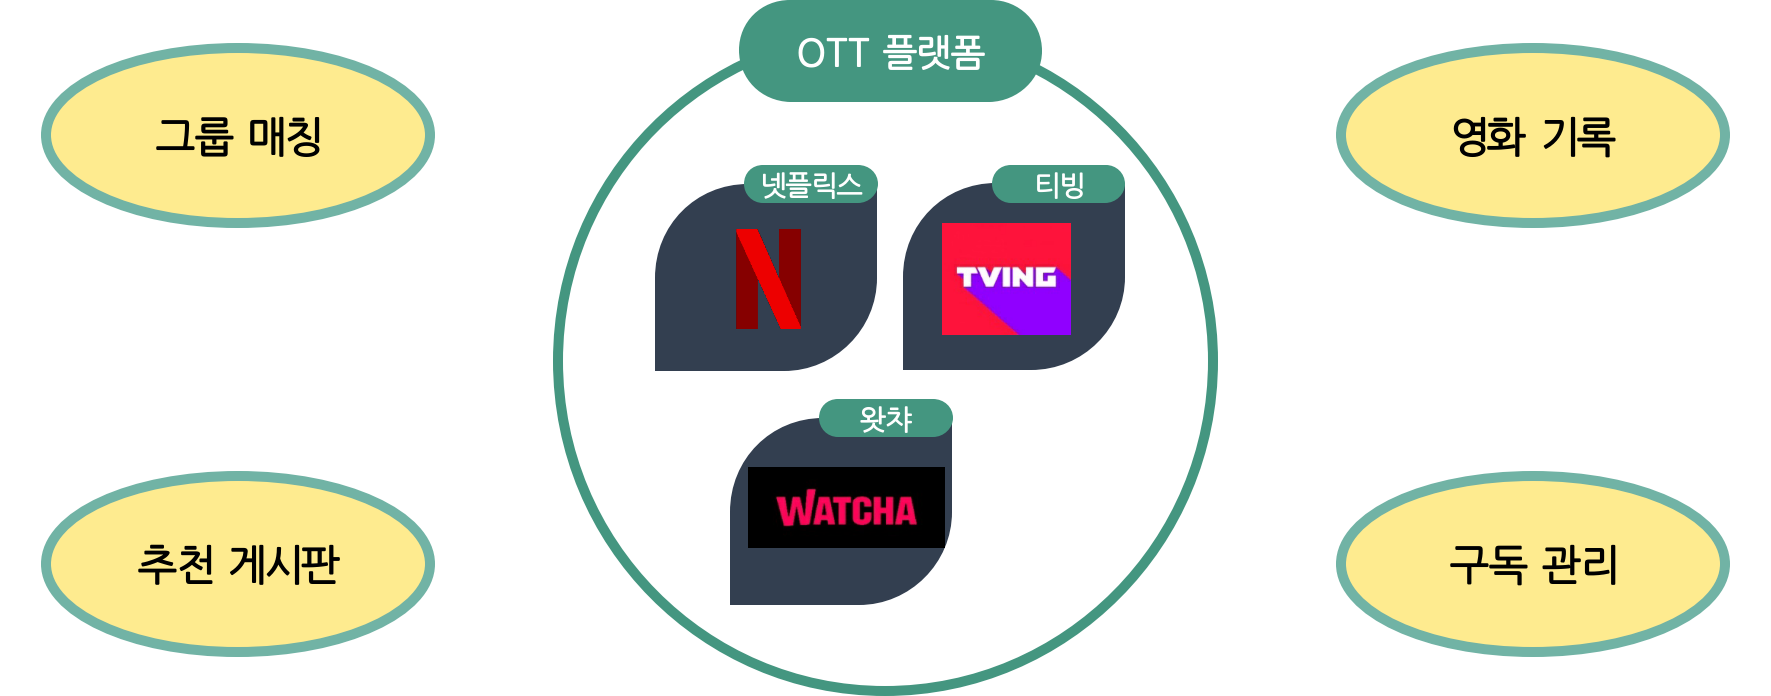 OTT 플랫폼
그룹 매칭
영화 기록
넷플릭스
티빙
N
TVING
왓챠
WATCHA
추천 게시판
구독 관리